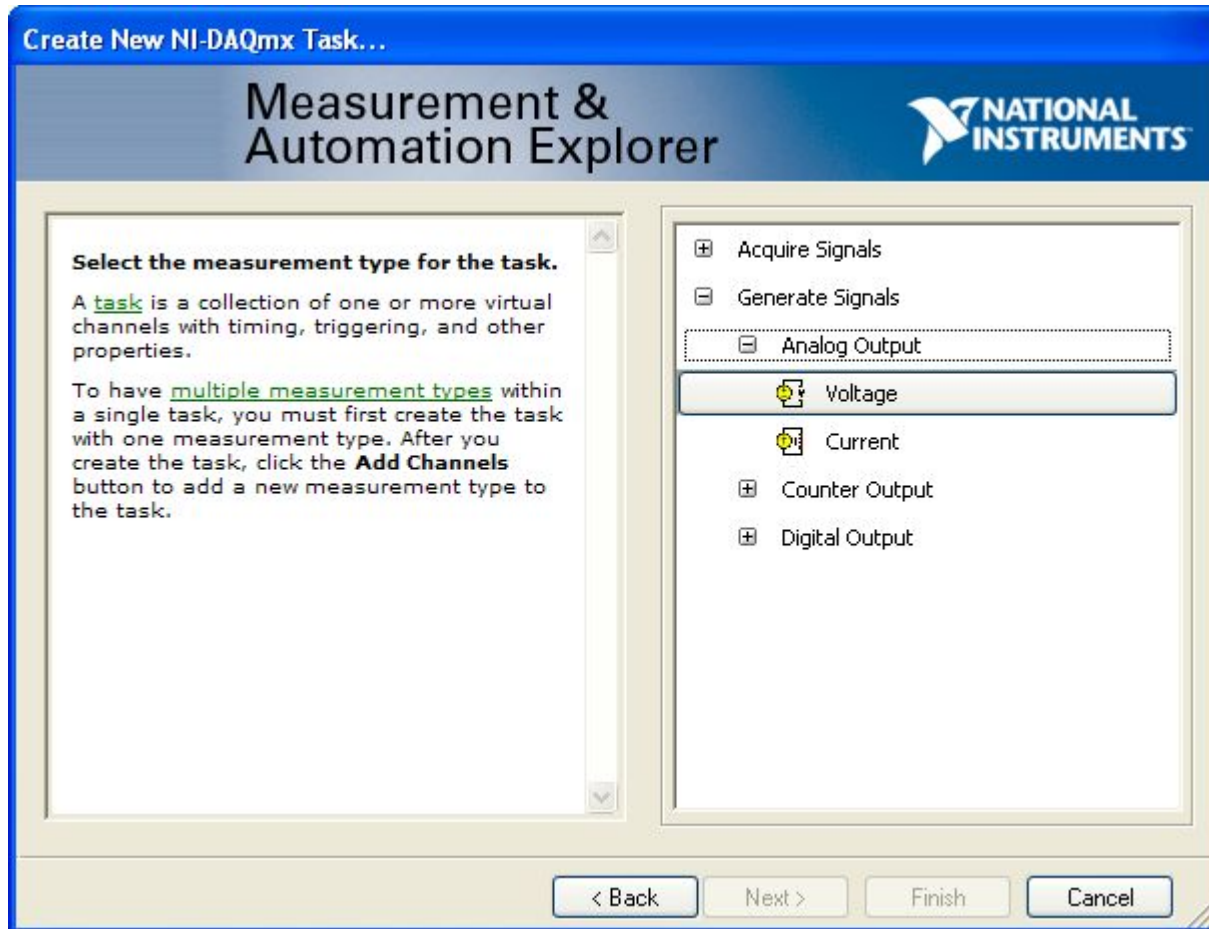 Create New NI-DAQmx Task...
Measurement &
Automation Explorer
NATIONAL
INSTRUMENTS
Select the measurement type for the task.
A task is a collection of one or more virtual
channels with timing, triggering, and other
properties.
To have multiple measurement types within
a single task, you must first create the task
with one measurement type. After you
create the task, click the Add Channels
button to add a new measurement type to
the task.
Acquire Signals
Generate Signals
Analog Output
Voltage
Current
Counter Output
Digital Output
< Back
Next >
Finish
Cancel